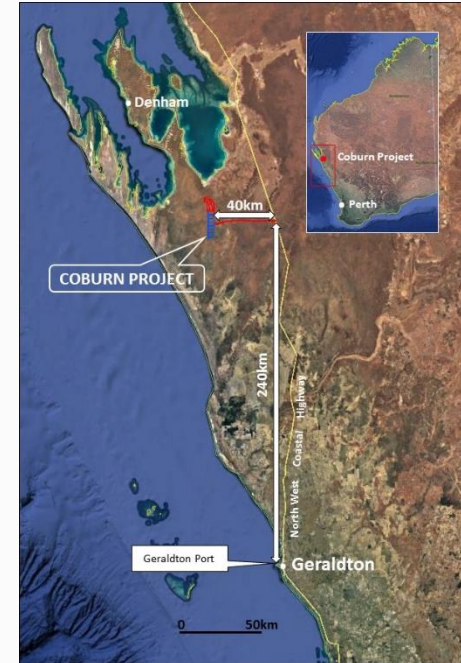 Denham
Coburn Project
Perth
40km
COBURN PROJECT
240km
North West Coastal Highway
Geraldton Port
Geraldton
0 50km